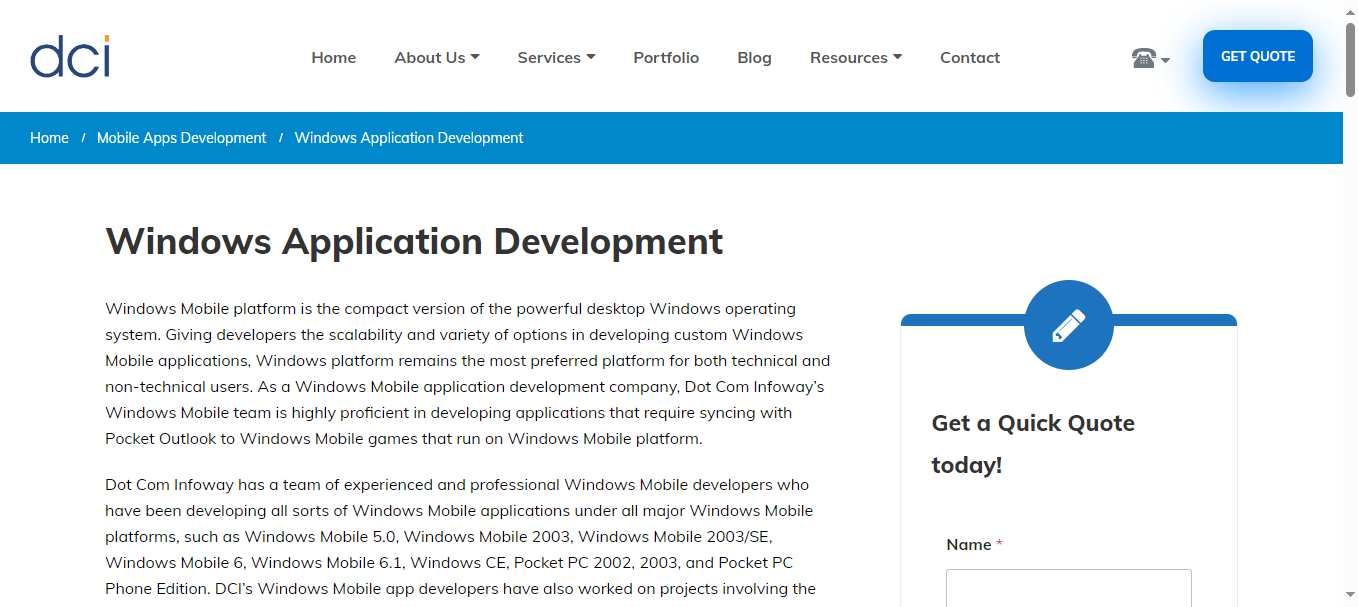 dci
Home About Us Services Portfolio Blog Resources Contact GET QUOTE
Home / Mobile Apps Development / Windows Application Development
Windows Application Development
Windows Mobile platform is the compact version of the powerful desktop Windows operating
system. Giving developers the scalability and variety of options in developing custom Windows
Mobile applications, Windows platform remains the most preferred platform for both technical and
non-technical users. As a Windows Mobile application development company, Dot Com Infoway’s
Windows Mobile team is highly proficient in developing applications that require syncing with
Pocket Outlook to Windows Mobile games that run on Windows Mobile platform.
Dot Com Infoway has a team of experienced and professional Windows Mobile developers who
have been developing all sorts of Windows Mobile applications under all major Windows Mobile
platforms, such as Windows Mobile 5.0, Windows Mobile 2003, Windows Mobile 2003/SE,
Windows Mobile 6, Windows Mobile 6.1, Windows CE, Pocket PC 2002, 2003, and Pocket PC
Phone Edition. DCI’s Windows Mobile app developers have also worked on projects involving the
Get a Quick Quote
today!
Name *